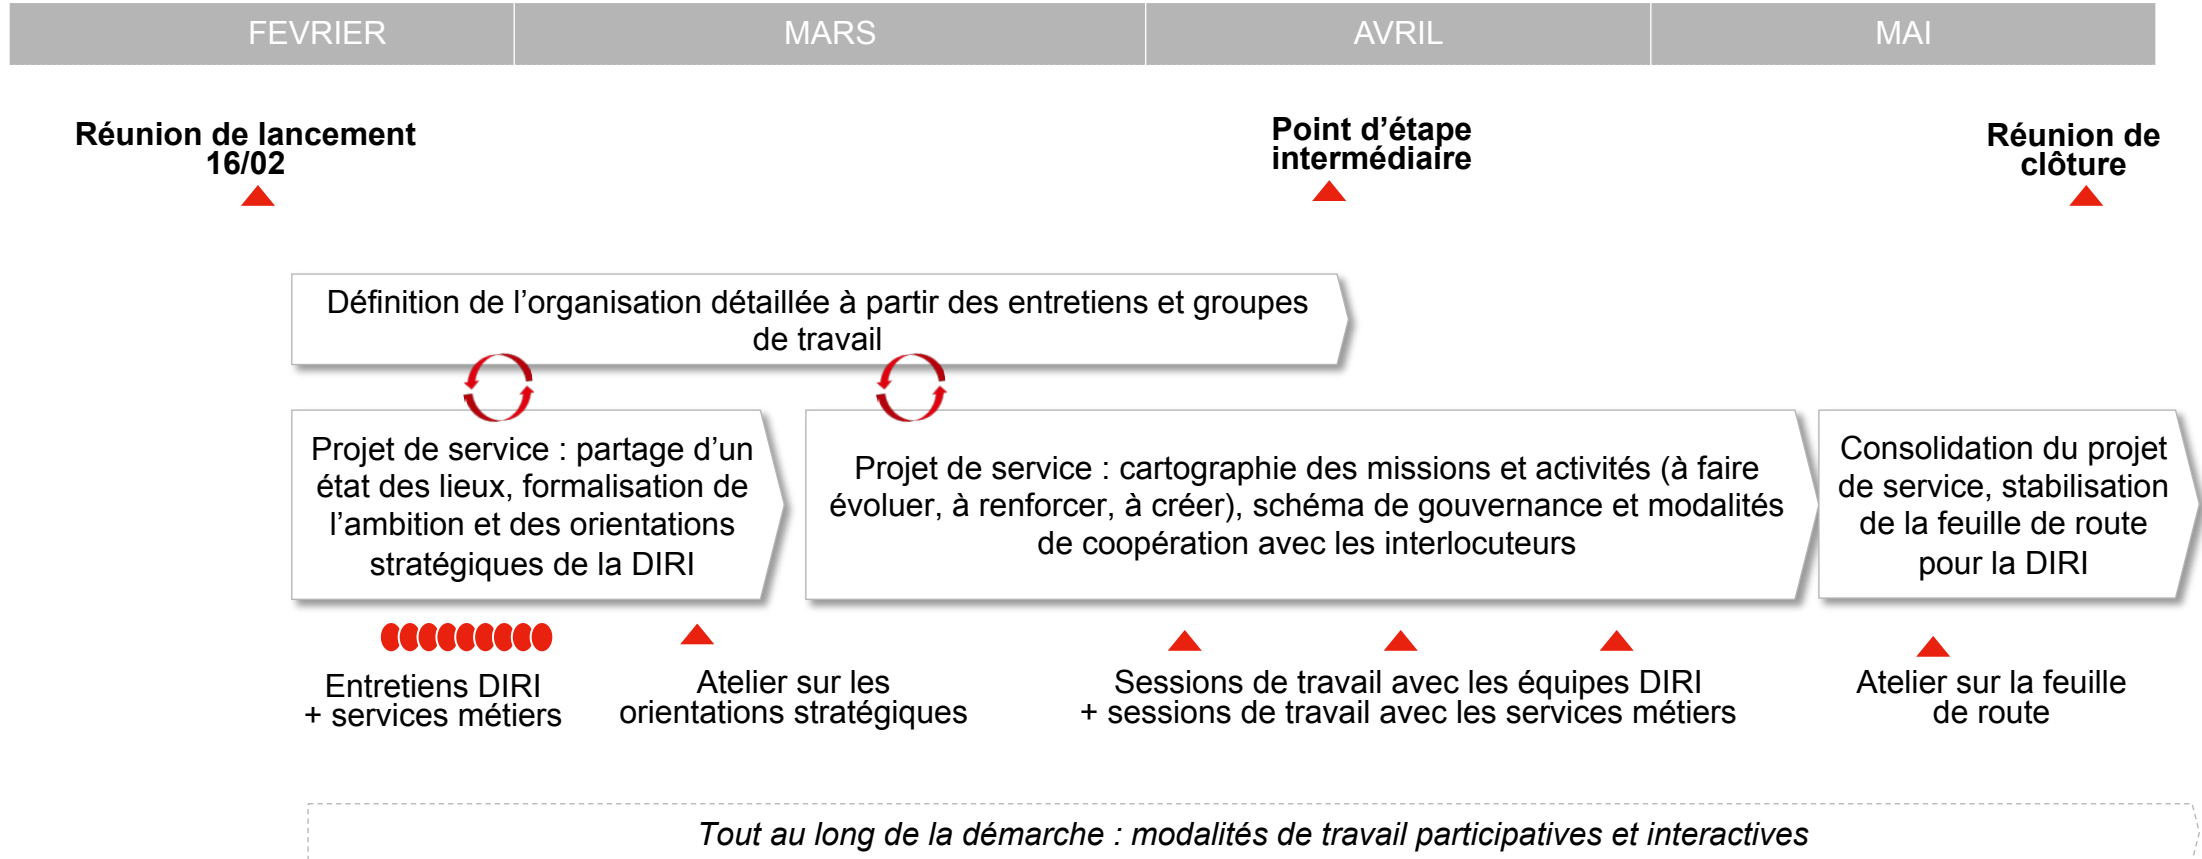 FEVRIER
MARS
AVRIL
MAI
Réunion de lancement
16/02
Point d’étape
intermédiaire
Réunion de
clôture
Définition de l’organisation détaillée à partir des entretiens et groupes
de travail
Projet de service : partage d’un
état des lieux, formalisation de
l’ambition et des orientations
stratégiques de la DIRI
Projet de service : cartographie des missions et activités (à faire
évoluer, à renforcer, à créer), schéma de gouvernance et modalités
de coopération avec les interlocuteurs
Consolidation du projet
de service, stabilisation
de la feuille de route
pour la DIRI
Entretiens DIRI
+ services métiers
Atelier sur les
orientations stratégiques
Sessions de travail avec les équipes DIRI
+ sessions de travail avec les services métiers
Atelier sur la feuille
de route
Tout au long de la démarche : modalités de travail participatives et interactives